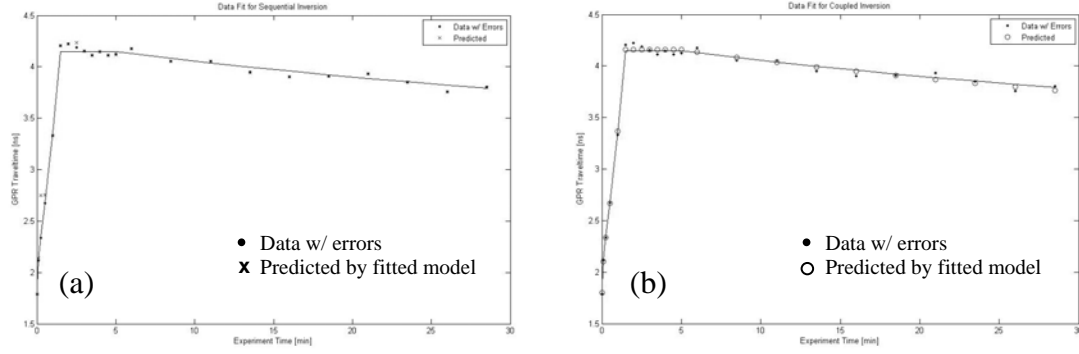 Data Fit for Sequential Inversion
4.5
4
3.5
3
2.5
2
1.5
GPR Traveltime [ns]
• Data w/ Errors
× Predicted
• Data w/ errors
x Predicted by fitted model
(a)
0 5 10 15 20 25 30
Experiment Time [min]
Data Fit for Coupled Inversion
4.5
4
3.5
3
2.5
2
1.5
GPR Traveltime [ns]
• Data w/ Errors
○ Predicted
• Data w/ errors
○ Predicted by fitted model
(b)
0 5 10 15 20 25 30
Experiment Time [min]